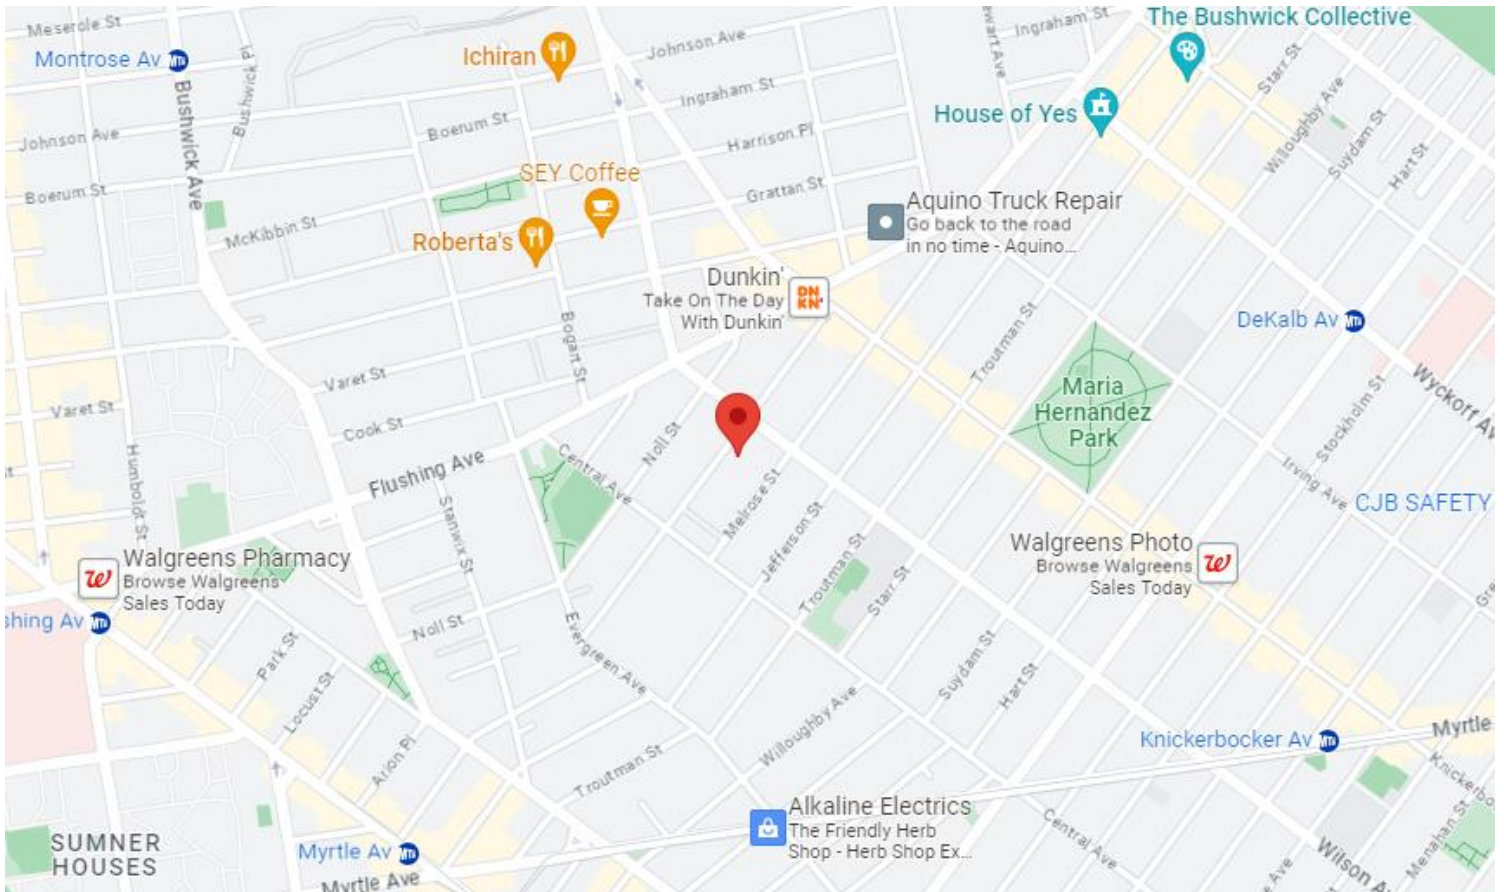 Meserole St
Montrose Av
Bushwick Ave
Bushwick Pl
Johnson Ave
Boerum St
Ichiran
Johnson Ave
Ingraham St
The Bushwick Collective
Starr St
Ingraham St
House of Yes
Willoughby Ave
Suydam St
Hart St
Boerum St
Harrison Pl
SEY Coffee
Grattan St
McKibbin St
Roberta's
Aquino Truck Repair
Go back to the road
in no time - Aquino...
Dunkin'
Take On The Day
With Dunkin'
DN
KN'
Bogart St
Troutman St
DeKalb Av
Maria
Hernandez
Park
Wyckoff Av
Stockholm St
Varet St
Varet St
Cook St
Noll St
Central Ave
Flushing Ave
Humboldt St
Stanwix St
Melrose St
Jefferson St
Troutman St
Starr St
Irving Ave
CJB SAFETY
Walgreens Photo
Browse Walgreens
Sales Today
Walgreens Pharmacy
Browse Walgreens
Sales Today
shing Av
Noll St
Park St
Locust St
Arion Pl
Evergreen Ave
Suydam St
Hart St
Willoughby Ave
Troutman St
Knickerbocker Av
Myrtle
Knickerbo
Alkaline Electrics
The Friendly Herb
Shop - Herb Shop Ex...
Central Ave
Menahan St
Wilson A
SUMNER
HOUSES
Myrtle Av
Myrtle Ave